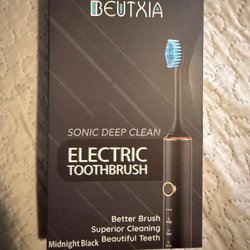 BEUTXIA
SONIC DEEP CLEAN
ELECTRIC
TOOTHBRUSH
Better Brush
Superior Cleaning
Beautiful Teeth
Midnight Black